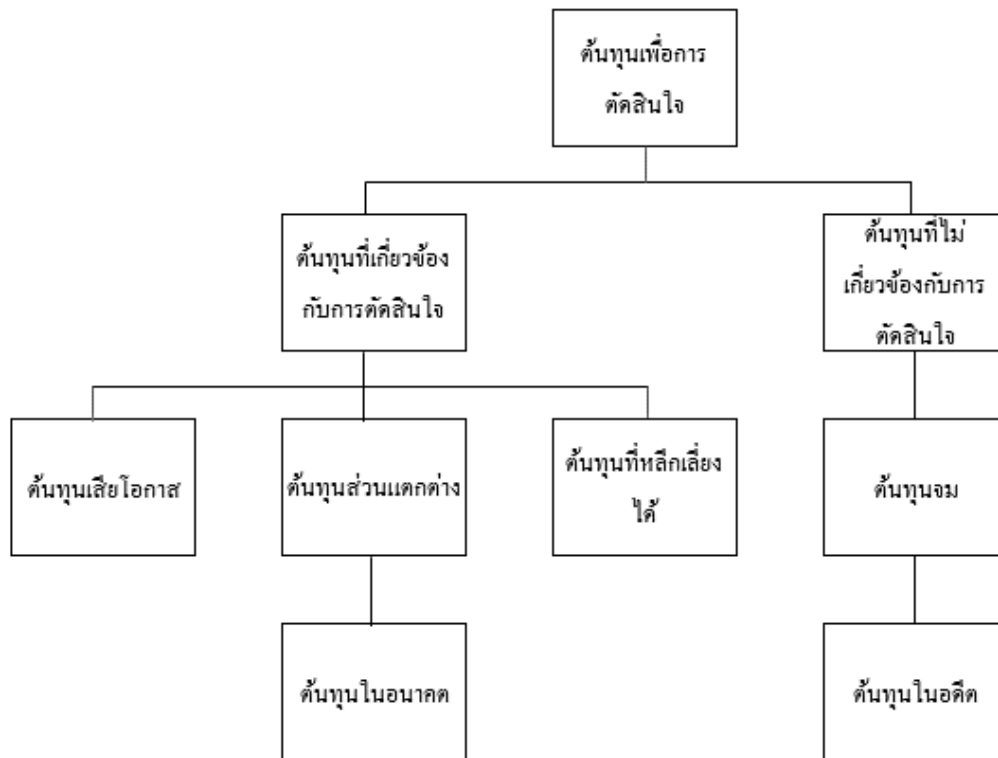 ต้นทุนเพื่อการ
ตัดสินใจ
ต้นทุนที่เกี่ยวข้อง
กับการตัดสินใจ
ต้นทุนที่ไม่
เกี่ยวข้องกับการ
ตัดสินใจ
ต้นทุนเสียโอกาส
ต้นทุนส่วนแตกต่าง
ต้นทุนที่หลีกเลี่ยง
ได้
ต้นทุนจม
ต้นทุนในอนาคต
ต้นทุนในอดีต